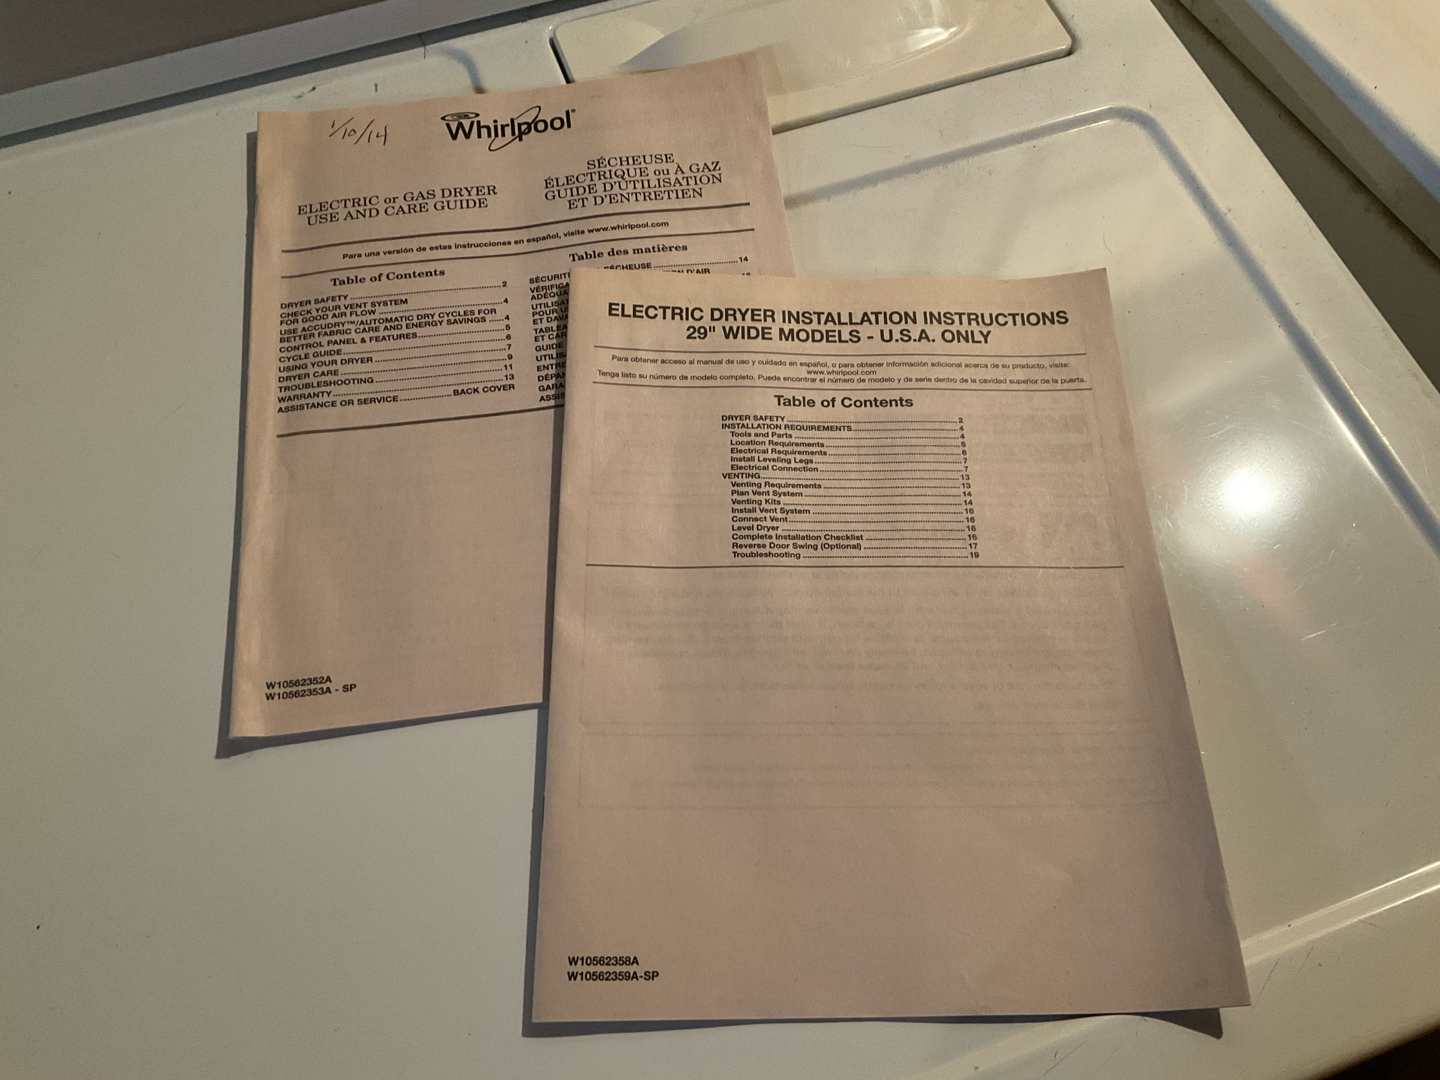 1/10/14
Whirlpool®
ELECTRIC or GAS DRYER
USE AND CARE GUIDE
SÉCHEUSE
ÉLECTRIQUE ou À GAZ
GUIDE D'UTILISATION
ET D'ENTRETIEN
Para una versión de estas instrucciones en español, visite www.whirlpool.com
Table of Contents
DRYER SAFETY 2
CHECK YOUR VENT SYSTEM
FOR GOOD AIR FLOW 4
USE ACCUDRY™/AUTOMATIC DRY CYCLES FOR
BETTER FABRIC CARE AND ENERGY SAVINGS 4
CONTROL PANEL & FEATURES 5
CYCLE GUIDE 6
USING YOUR DRYER 7
DRYER CARE 9
TROUBLESHOOTING 11
WARRANTY 13
ASSISTANCE OR SERVICE BACK COVER
Table des matières
SÉCHEUSE 14
D'AIR
W10562352A
W10562353A - SP
ELECTRIC DRYER INSTALLATION INSTRUCTIONS
29" WIDE MODELS - U.S.A. ONLY
Para obtener acceso al manual de uso y cuidado en español, o para obtener información adicional acerca de su producto, visite:
www.whirlpool.com
Tenga listo su número de modelo completo. Puede encontrar el número de modelo y de serie dentro de la cavidad superior de la puerta.
Table of Contents
DRYER SAFETY 2
INSTALLATION REQUIREMENTS 4
Tools and Parts 4
Location Requirements 5
Electrical Requirements 6
Install Leveling Legs 7
Electrical Connection 7
VENTING 13
Venting Requirements 13
Plan Vent System 14
Venting Kits 14
Install Vent System 16
Connect Vent 16
Level Dryer 16
Complete Installation Checklist 16
Reverse Door Swing (Optional) 17
Troubleshooting 19
W10562358A
W10562359A-SP